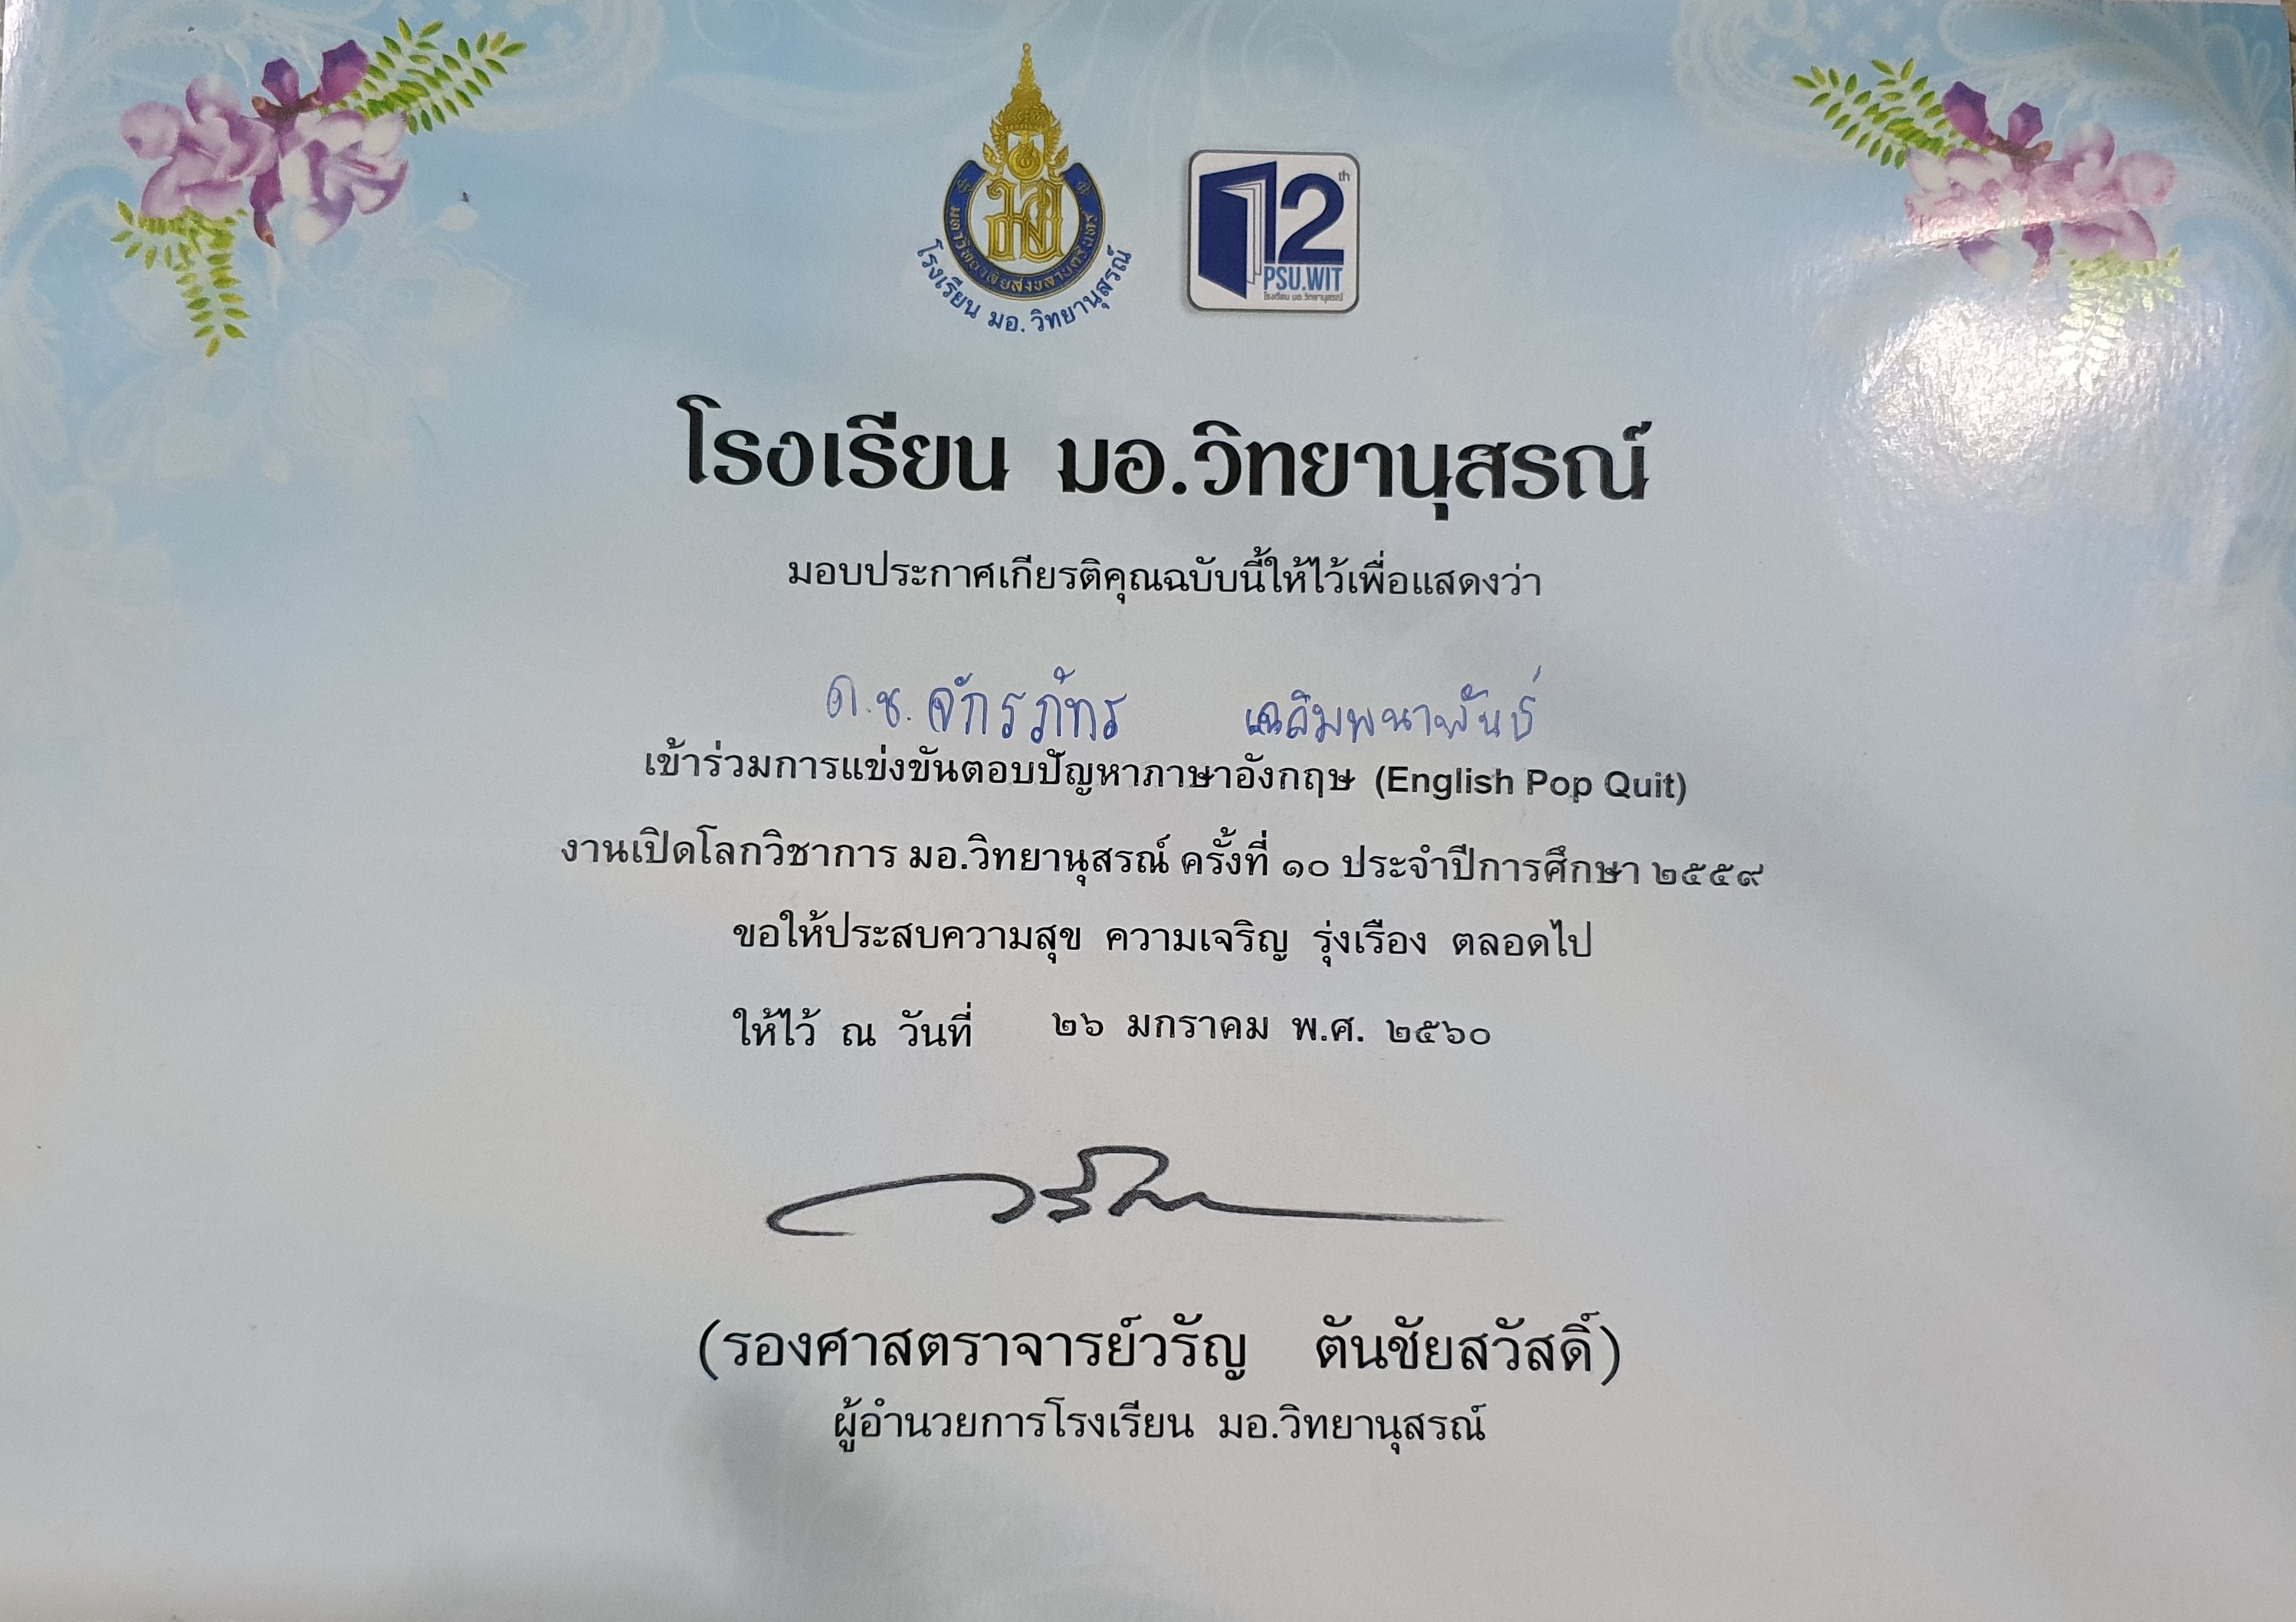 มหาวิทยาลัยสงขลานครินทร์
โรงเรียน มอ. วิทยานุสรณ์
12th
PSU.WIT
โรงเรียน มอ.วิทยานุสรณ์
โรงเรียน มอ.วิทยานุสรณ์
มอบประกาศเกียรติคุณฉบับนี้ให้ไว้เพื่อแสดงว่า
ด.ช. จักรภัทร เฉลิมพนาพันธ์
เข้าร่วมการแข่งขันตอบปัญหาภาษาอังกฤษ (English Pop Quit)
งานเปิดโลกวิชาการ มอ.วิทยานุสรณ์ ครั้งที่ ๑๐ ประจำปีการศึกษา ๒๕๕๙
ขอให้ประสบความสุข ความเจริญ รุ่งเรือง ตลอดไป
ให้ไว้ ณ วันที่ ๒๖ มกราคม พ.ศ. ๒๕๖๐
(รองศาสตราจารย์วรัญ ตันชัยสวัสดิ์)
ผู้อำนวยการโรงเรียน มอ.วิทยานุสรณ์